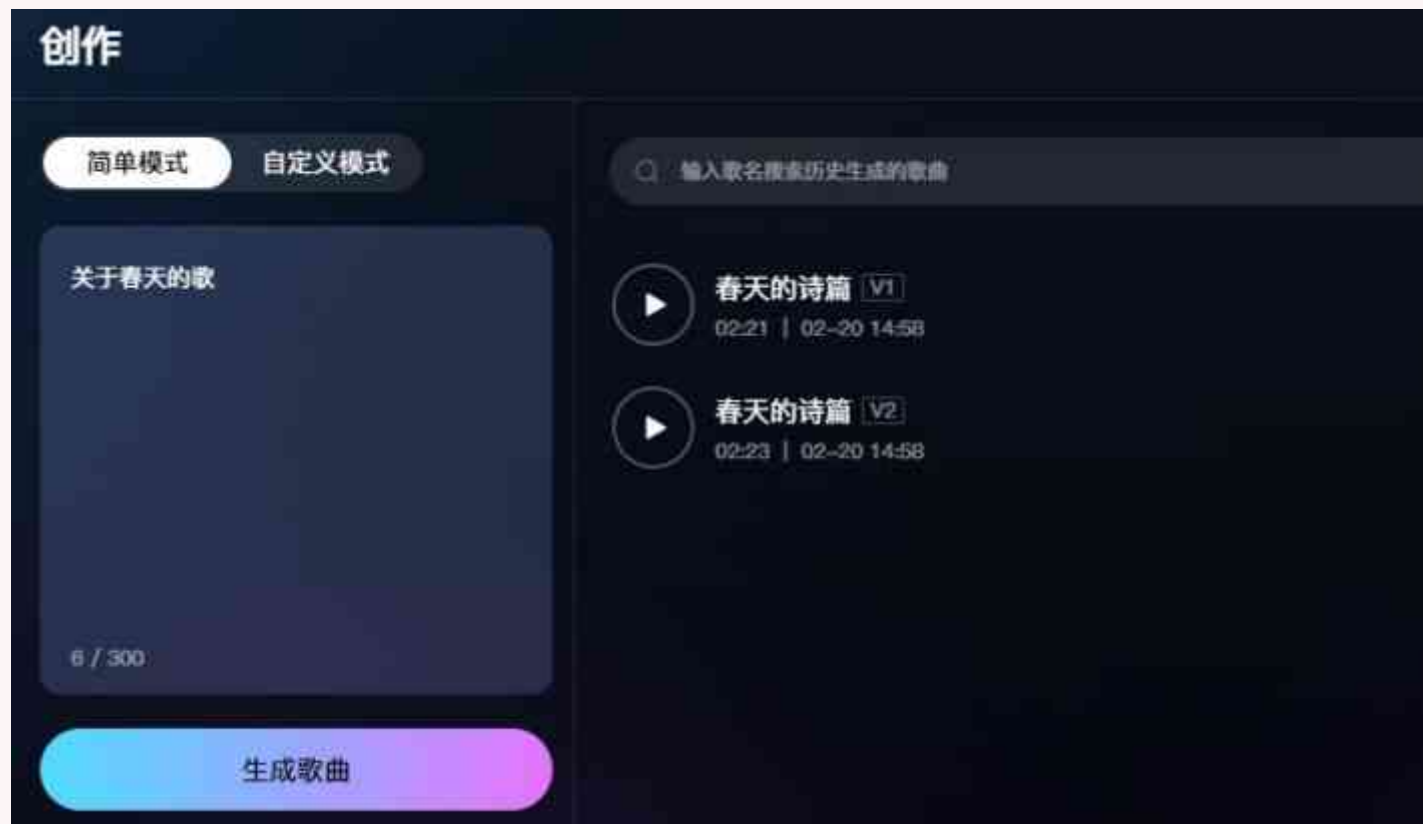 创作
简单模式 自定义模式
关于春天的歌
6 / 300
生成歌曲
输入歌名搜索历史生成的歌曲
春天的诗篇 V1
02:21 | 02-20 14:58
春天的诗篇 V2
02:23 | 02-20 14:58